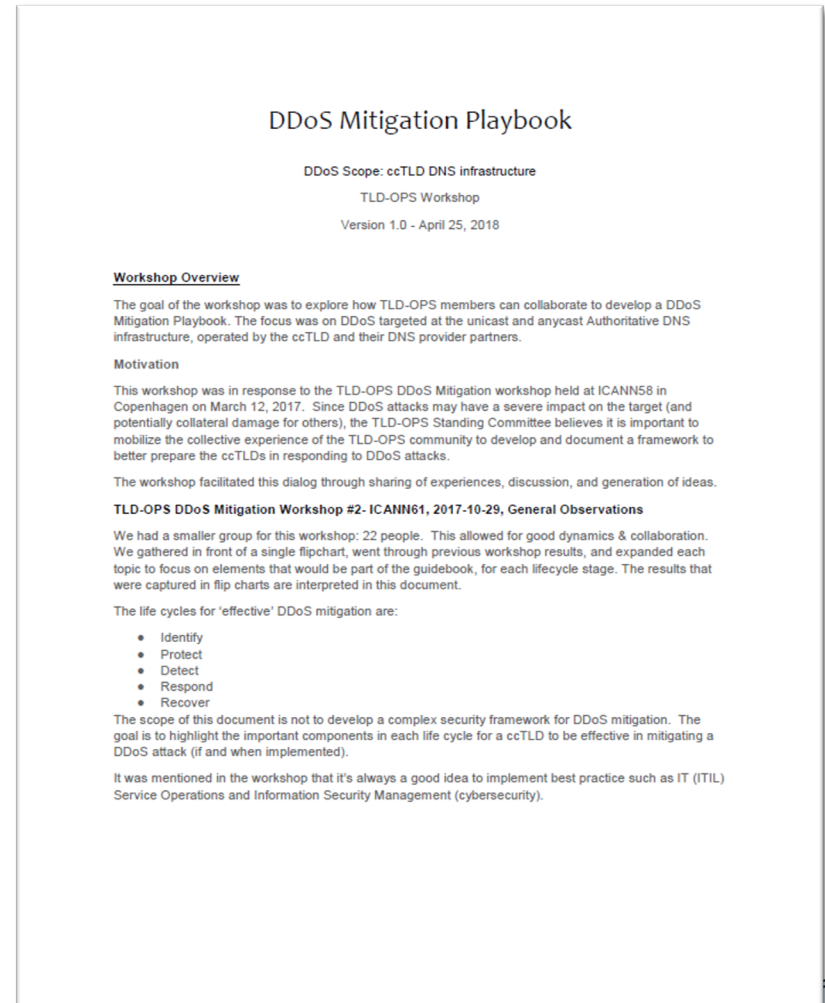 DDoS Mitigation Playbook
DDoS Scope: ccTLD DNS infrastructure
TLD-OPS Workshop
Version 1.0 - April 25, 2018
Workshop Overview
The goal of the workshop was to explore how TLD-OPS members can collaborate to develop a DDoS
Mitigation Playbook. The focus was on DDoS targeted at the unicast and anycast Authoritative DNS
infrastructure, operated by the ccTLD and their DNS provider partners.
Motivation
This workshop was in response to the TLD-OPS DDoS Mitigation workshop held at ICANN58 in
Copenhagen on March 12, 2017.  Since DDoS attacks may have a severe impact on the target (and
potentially collateral damage for others), the TLD-OPS Standing Committee believes it is important to
mobilize the collective experience of the TLD-OPS community to develop and document a framework to
better prepare the ccTLDs in responding to DDoS attacks.
The workshop facilitated this dialog through sharing of experiences, discussion, and generation of ideas.
TLD-OPS DDoS Mitigation Workshop #2- ICANN61, 2017-10-29, General Observations
We had a smaller group for this workshop: 22 people.  This allowed for good dynamics & collaboration.
We gathered in front of a single flipchart, went through previous workshop results, and expanded each
topic to focus on elements that would be part of the guidebook, for each lifecycle stage. The results that
were captured in flip charts are interpreted in this document.
The life cycles for ‘effective’ DDoS mitigation are:
● Identify
● Protect
● Detect
● Respond
● Recover
The scope of this document is not to develop a complex security framework for DDoS mitigation.  The
goal is to highlight the important components in each life cycle for a ccTLD to be effective in mitigating a
DDoS attack (if and when implemented).
It was mentioned in the workshop that it's always a good idea to implement best practice such as IT (ITIL)
Service Operations and Information Security Management (cybersecurity).